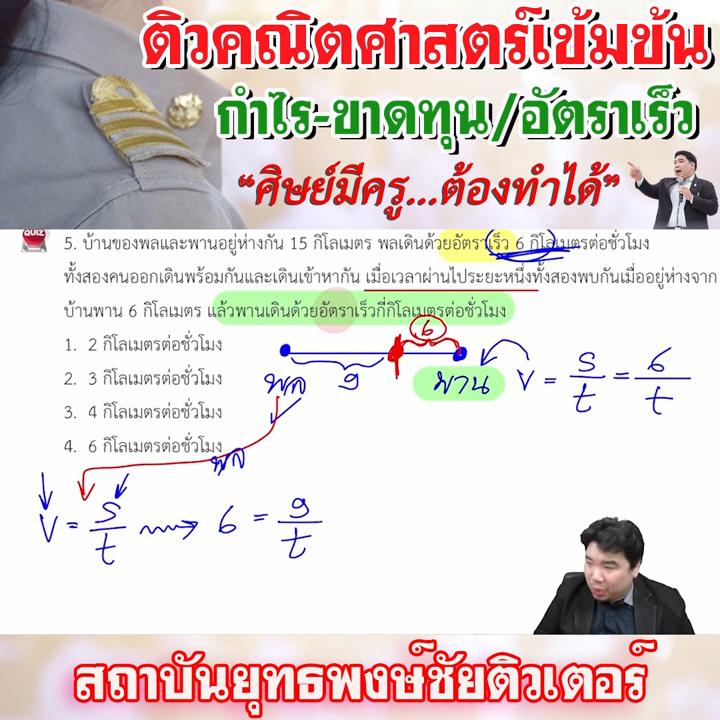 ติวคณิตศาสตร์เข้มข้น
กำไร-ขาดทุน/อัตราเร็ว
“ศิษย์มีครู...ต้องทำได้”
QUIZ
5. บ้านของพลและพานอยู่ห่างกัน 15 กิโลเมตร พลเดินด้วยอัตราเร็ว 6 กิโลเมตรต่อชั่วโมง
ทั้งสองคนออกเดินพร้อมกันและเดินเข้าหากัน เมื่อเวลาผ่านไประยะหนึ่งทั้งสองพบกันเมื่ออยู่ห่างจาก
บ้านพาน 6 กิโลเมตร แล้วพานเดินด้วยอัตราเร็วกี่กิโลเมตรต่อชั่วโมง
1. 2 กิโลเมตรต่อชั่วโมง
2. 3 กิโลเมตรต่อชั่วโมง
3. 4 กิโลเมตรต่อชั่วโมง
4. 6 กิโลเมตรต่อชั่วโมง
6
พล 9 พาน V = S/t = 6/t
พล
V = S/t → 6 = 9/t
สถาบันยุทธพงษ์ชัยติวเตอร์